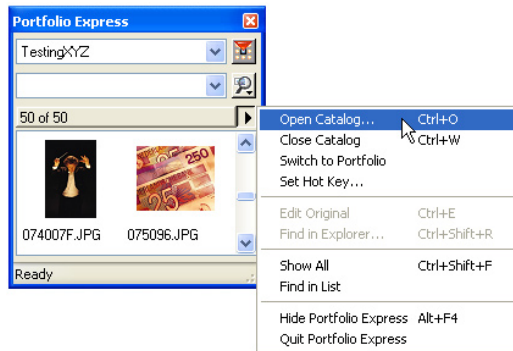 Portfolio Express
TestingXYZ
50 of 50
250
25
074007F.JPG 075096.JPG
Ready
Open Catalog... Ctrl+O
Close Catalog Ctrl+W
Switch to Portfolio
Set Hot Key...
Edit Original Ctrl+E
Find in Explorer... Ctrl+Shift+R
Show All Ctrl+Shift+F
Find in List
Hide Portfolio Express Alt+F4
Quit Portfolio Express